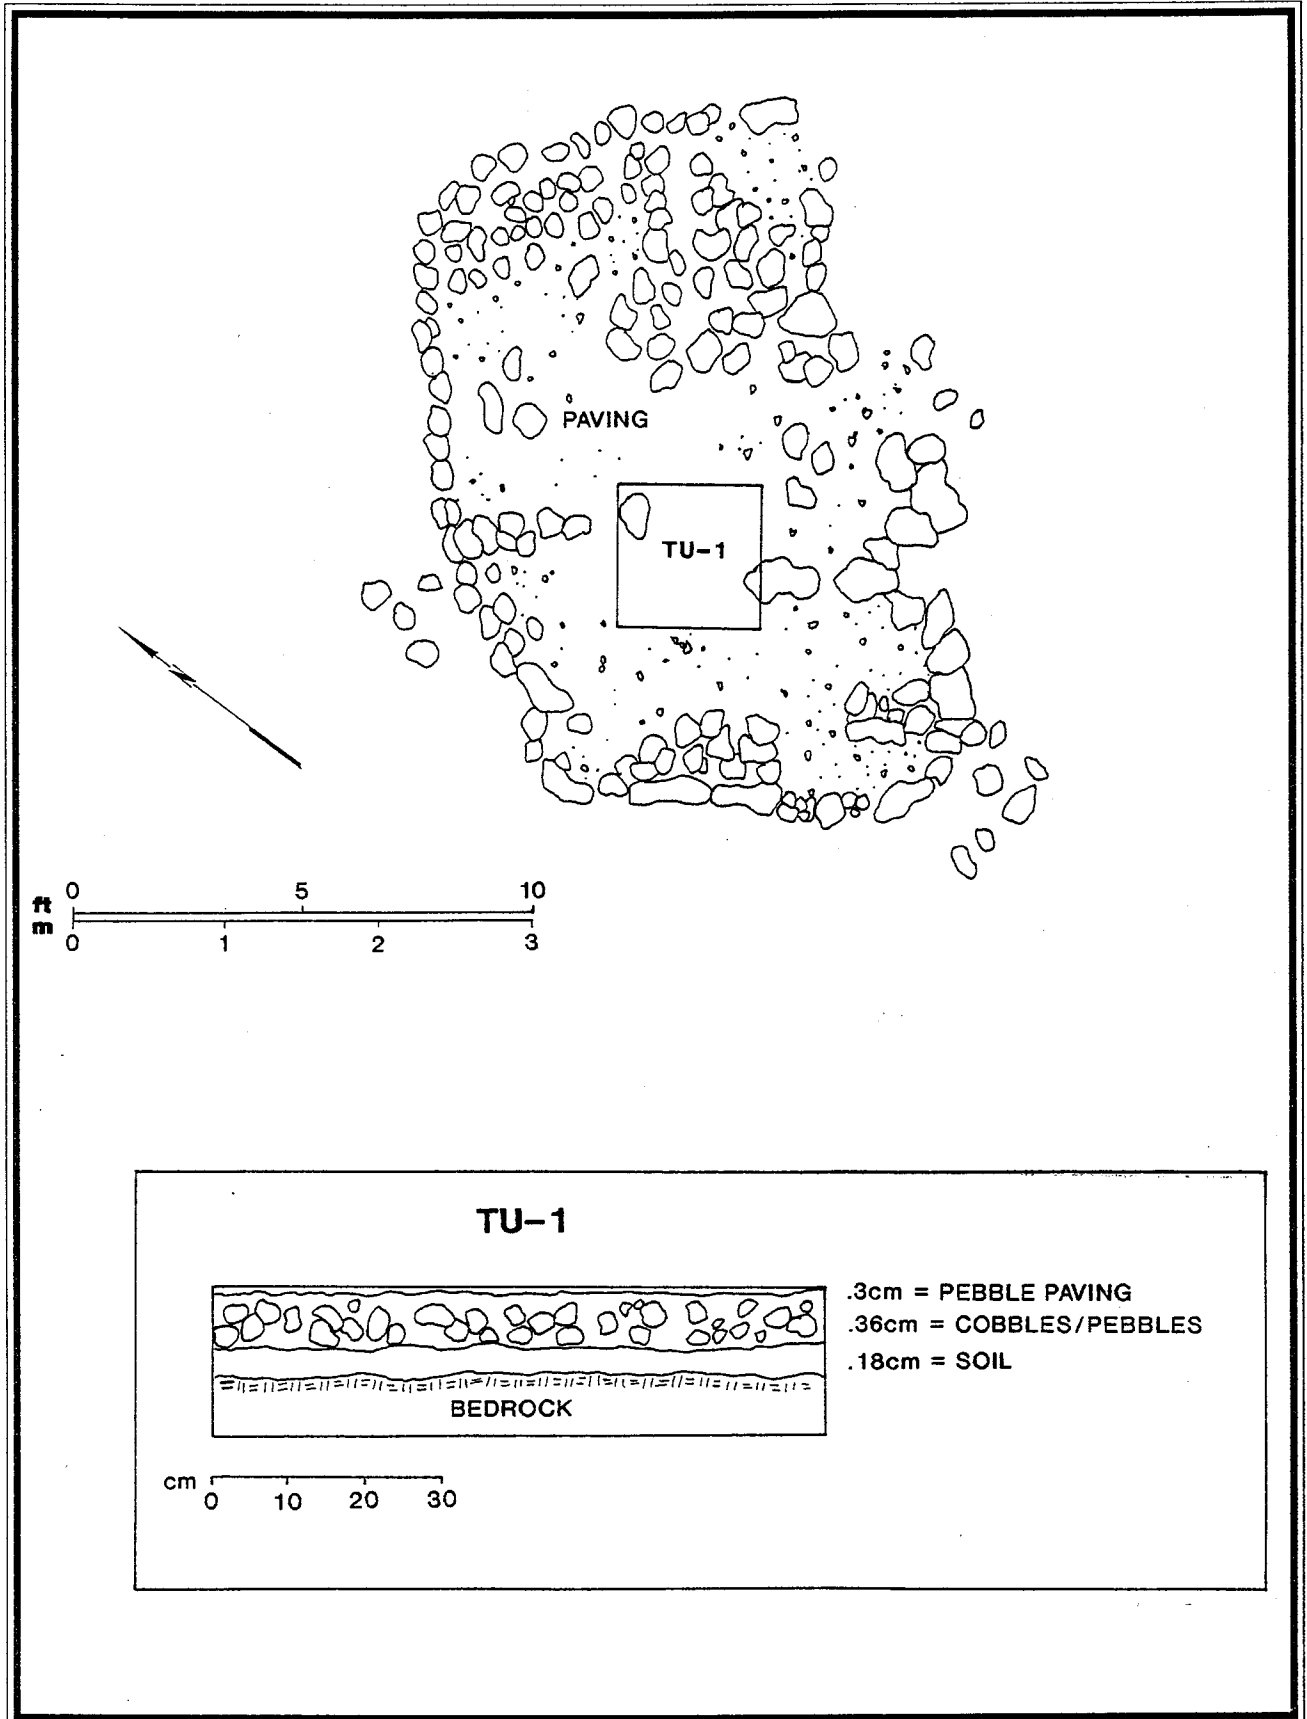 PAVING
TU-1
0 5 10
ft
m
0 1 2 3
TU-1
.3cm = PEBBLE PAVING
.36cm = COBBLES/PEBBLES
.18cm = SOIL
BEDROCK
cm
0 10 20 30